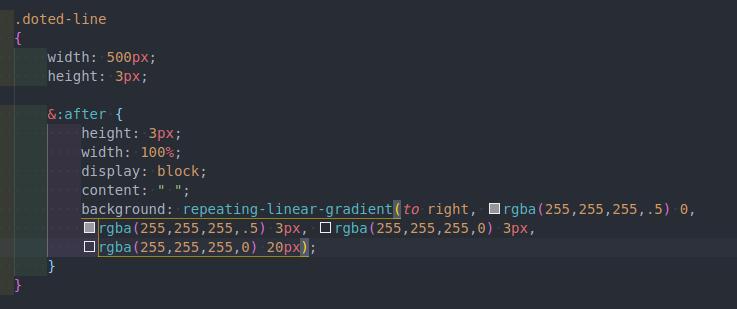 .doted-line
{
width: 500px;
height: 3px;
&:after {
height: 3px;
width: 100%;
display: block;
content: " ";
background: repeating-linear-gradient(to right, rgba(255,255,255,.5) 0,
rgba(255,255,255,.5) 3px, rgba(255,255,255,0) 3px,
rgba(255,255,255,0) 20px);
}
}